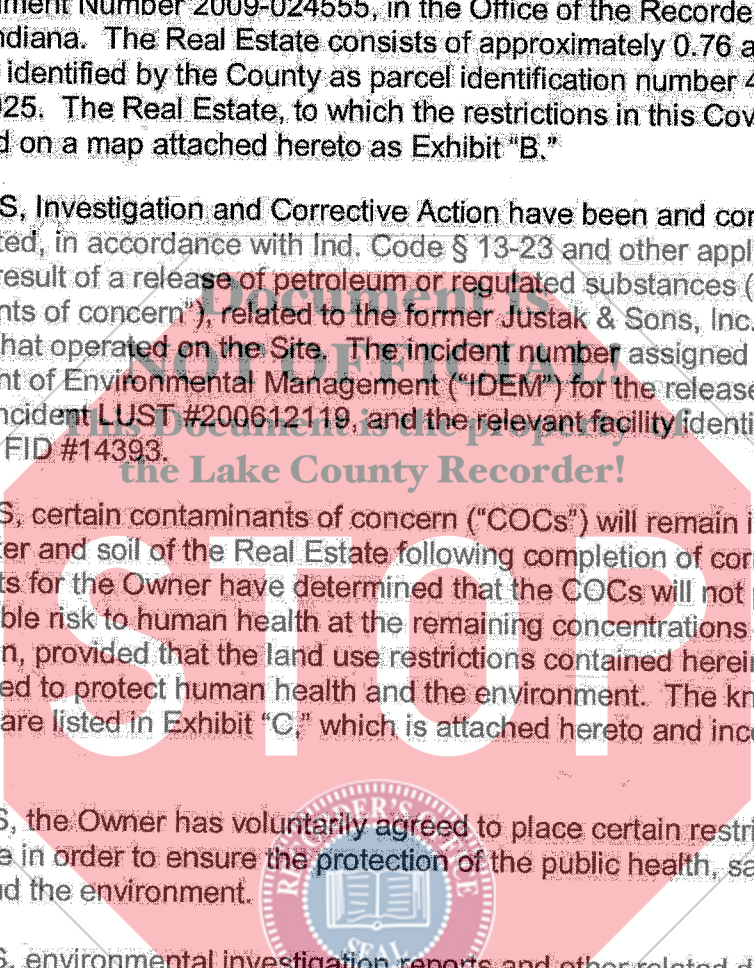 ment Number 2009-024555, in the Office of the Recorde
ndiana. The Real Estate consists of approximately 0.76 a
identified by the County as parcel identification number 4
025. The Real Estate, to which the restrictions in this Cov
d on a map attached hereto as Exhibit “B.”
S, Investigation and Corrective Action have been and con
ted, in accordance with Ind. Code § 13-23 and other appl
result of a release of petroleum or regulated substances (
nts of concern”), related to the former Justak & Sons, Inc.
hat operated on the Site. The incident number assigned
nt of Environmental Management (“IDEM”) for the release
ncident LUST #200612119, and the relevant facility identi
FID #14393.
Document is
NOT OFFICIAL!
This Document is the property of
the Lake County Recorder!
S, certain contaminants of concern (“COCs”) will remain i
er and soil of the Real Estate following completion of cor
ts for the Owner have determined that the COCs will not
ble risk to human health at the remaining concentrations
n, provided that the land use restrictions contained herein
ed to protect human health and the environment. The kn
are listed in Exhibit “C,” which is attached hereto and inco
STOP
S, the Owner has voluntarily agreed to place certain restri
e in order to ensure the protection of the public health, sa
nd the environment.
RECORDER'S OFFICE
SEAL
S, environmental investigation reports and other related